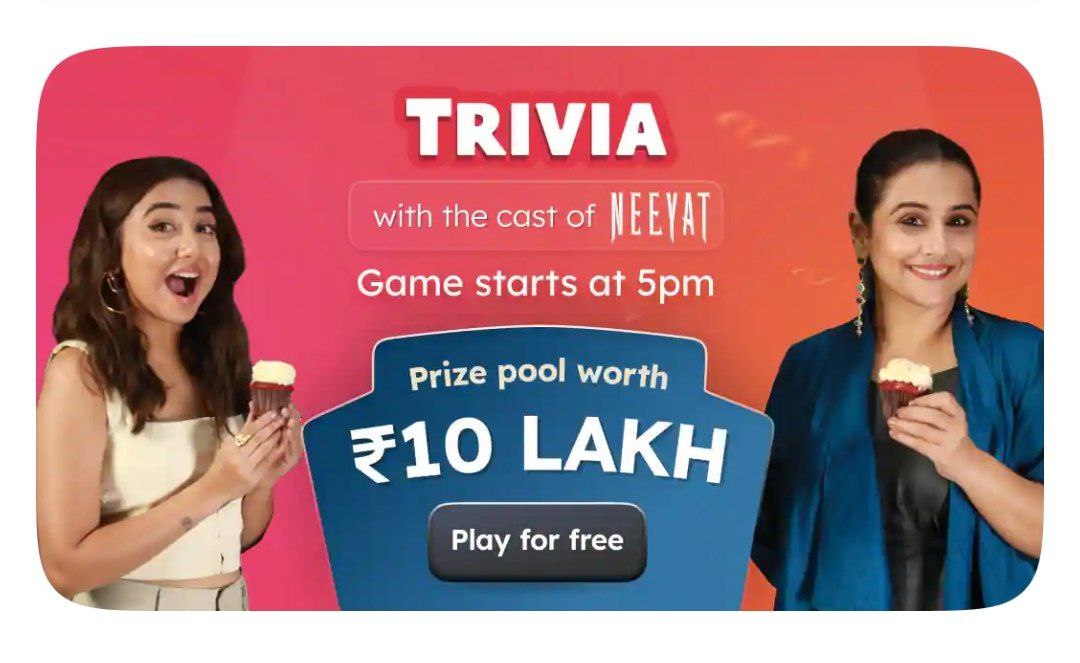 TRIVIA
with the cast of NEEYAT
Game starts at 5pm
Prize pool worth
₹10 LAKH
Play for free